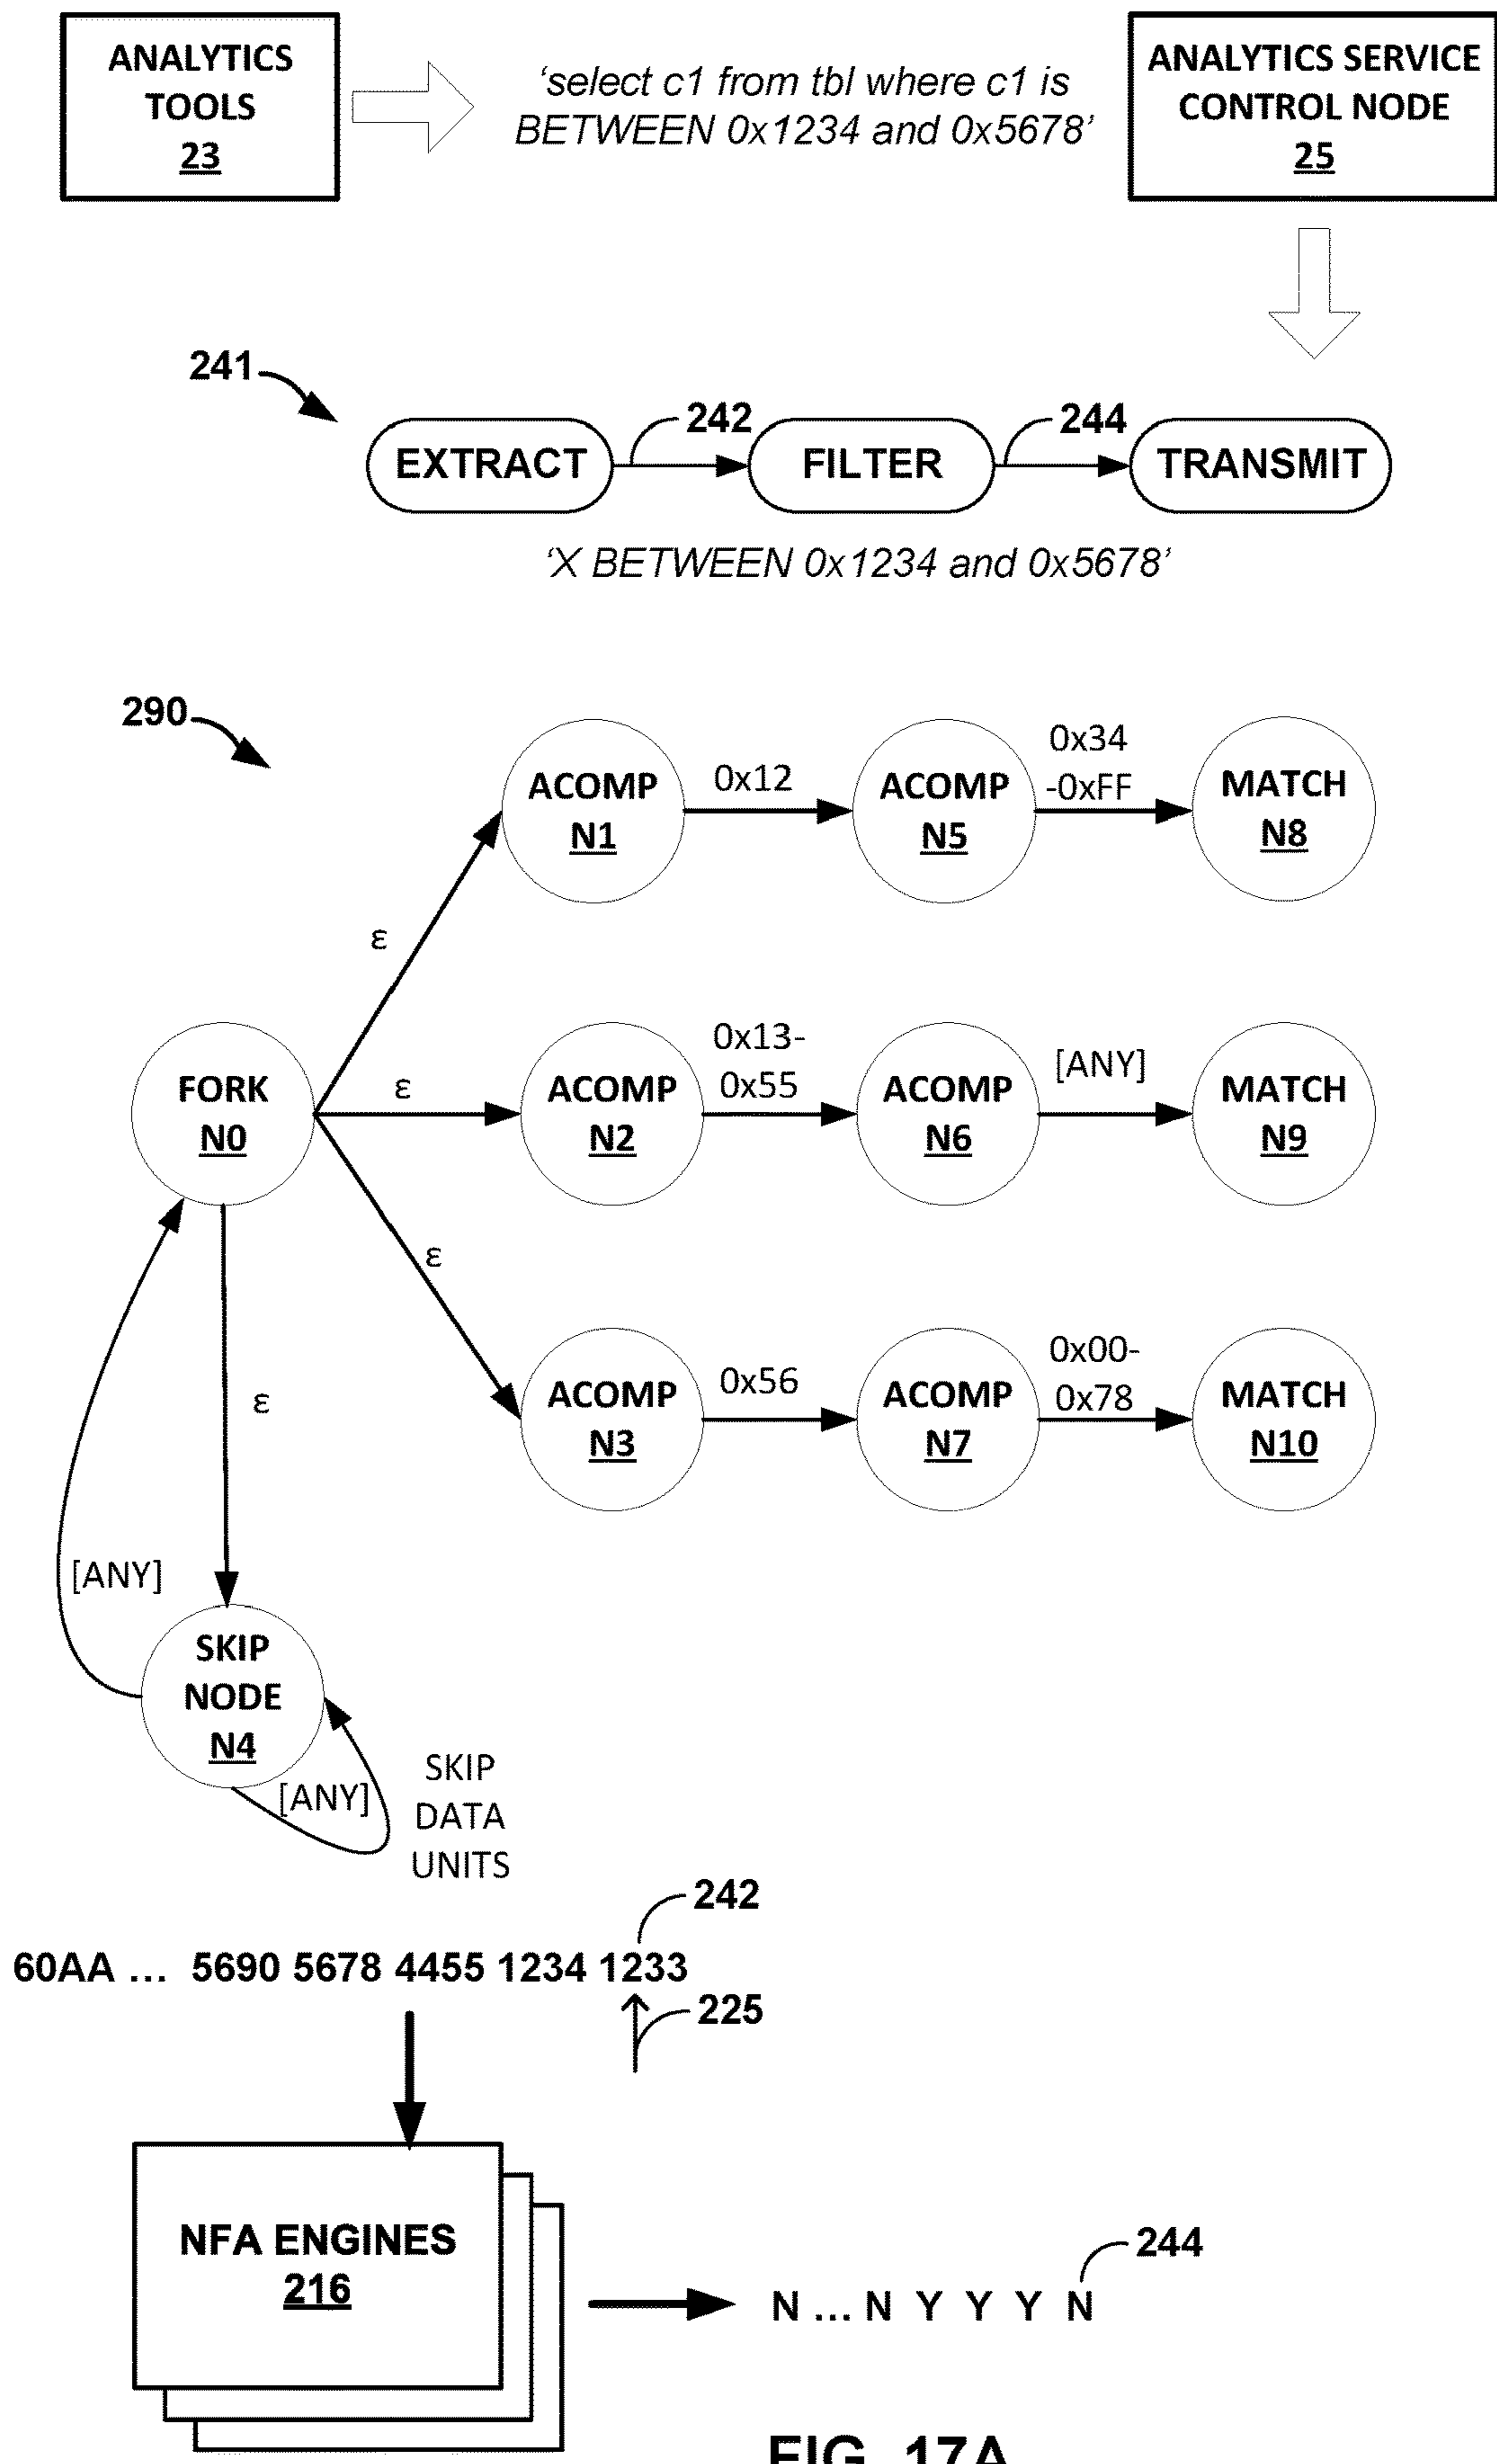 ANALYTICS
TOOLS
23
'select c1 from tbl where c1 is
BETWEEN 0x1234 and 0x5678'
ANALYTICS SERVICE
CONTROL NODE
25
241
242
244
EXTRACT
FILTER
TRANSMIT
'X BETWEEN 0x1234 and 0x5678'
290
ACOMP
N1
0x12
ACOMP
N5
0x34
-0xFF
MATCH
N8
ε
FORK
N0
ε
ACOMP
N2
0x13-
0x55
ACOMP
N6
[ANY]
MATCH
N9
ε
ACOMP
N3
0x56
ACOMP
N7
0x00-
0x78
MATCH
N10
ε
[ANY]
SKIP
NODE
N4
[ANY]
SKIP
DATA
UNITS
242
60AA ... 5690 5678 4455 1234 1233
225
NFA ENGINES
216
244
N ... N Y Y Y N
FIG. 17A